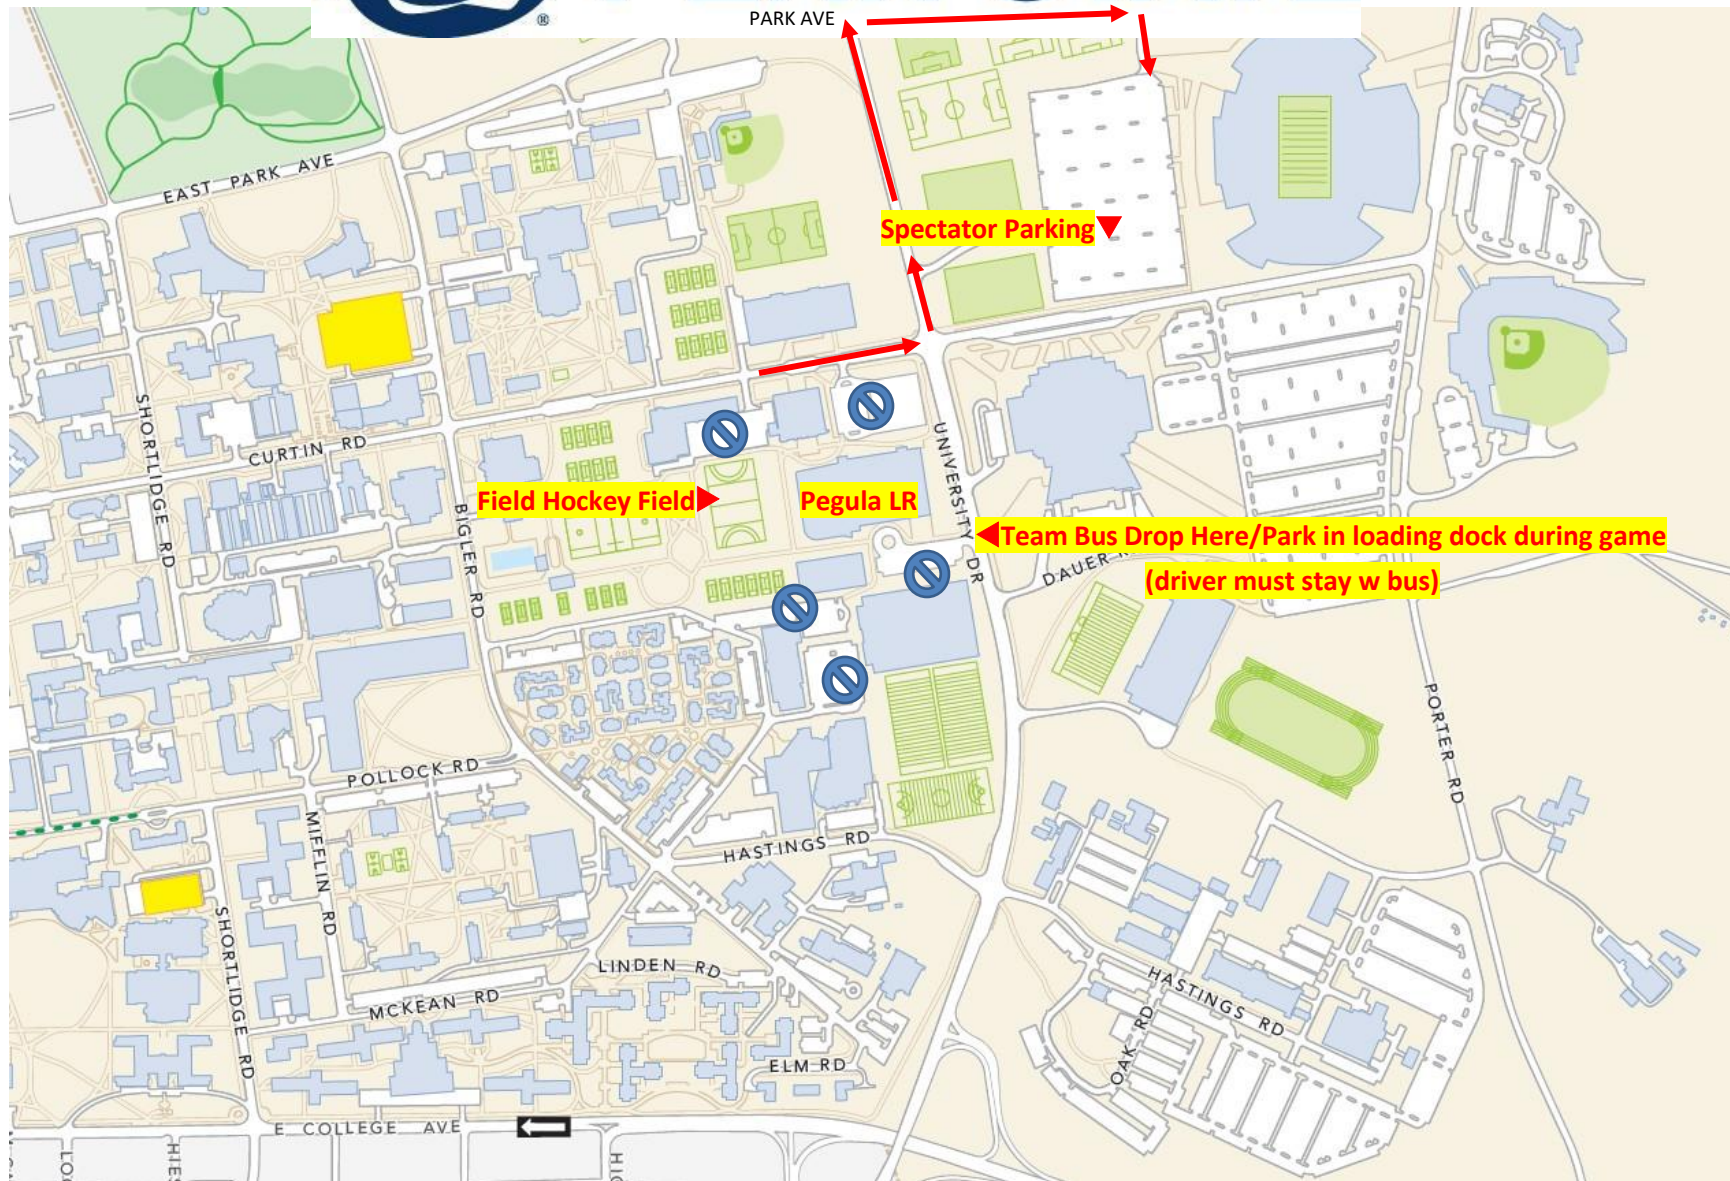 ®
PARK AVE
EAST PARK AVE
Spectator Parking
SHORTLIDGE RD
CURTIN RD
BIGLER RD
Field Hockey Field
Pegula LR
UNIVERSITY DR
Team Bus Drop Here/Park in loading dock during game
(driver must stay w bus)
DAUER
PORTER RD
POLLOCK RD
MIFFLIN RD
HASTINGS RD
SHORTLIDGE RD
LINDEN RD
MCKEAN RD
HASTINGS RD
OAK RD
ELM RD
E COLLEGE AVE